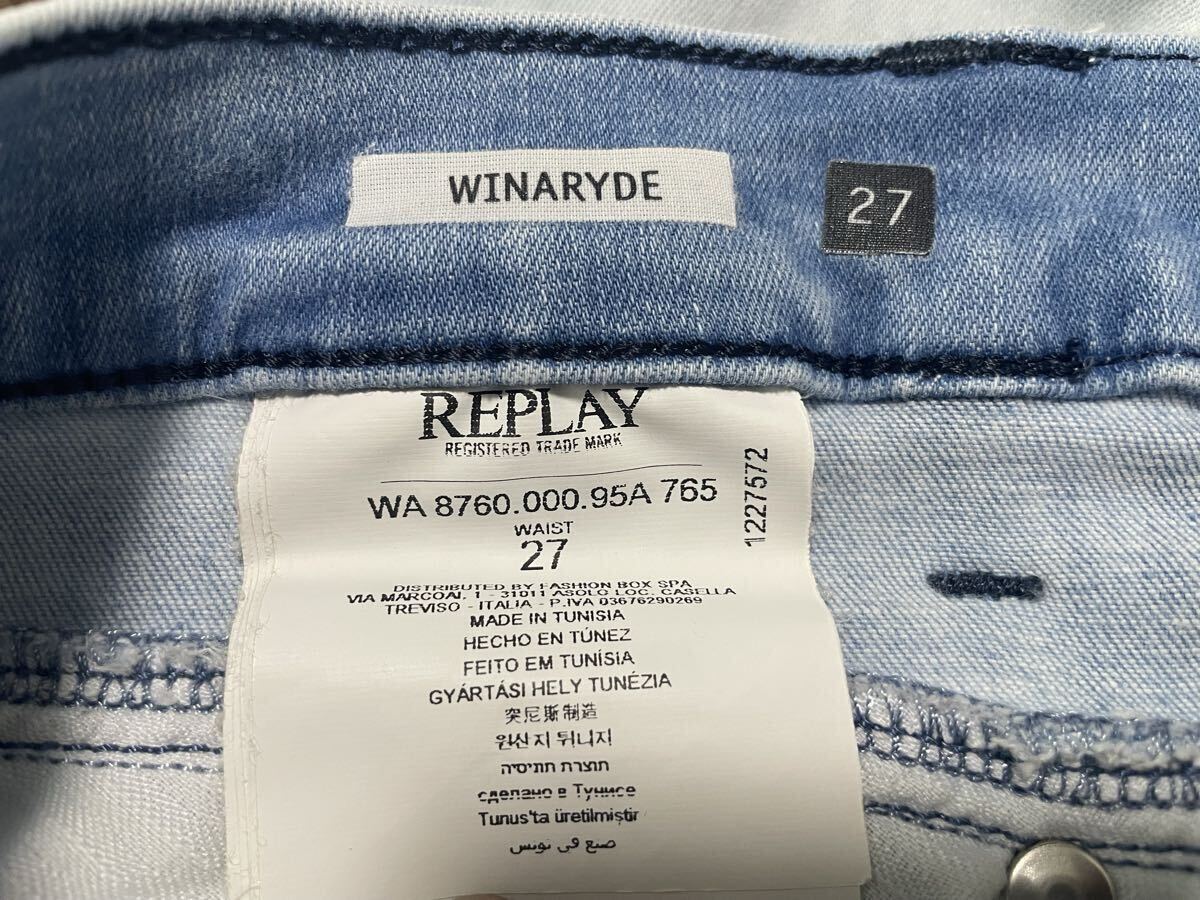 WINARYDE
27
REPLAY
REGISTERED TRADE MARK
WA 8760.000.95A 765
1227572
WAIST
27
DISTRIBUTED BY FASHION BOX SPA
VIA MARCOAI, 1 - 31011 ASOLO LOC. CASELLA
TREVISO - ITALIA - P.IVA 03676290269
MADE IN TUNISIA
HECHO EN TÚNEZ
FEITO EM TUNÍSIA
GYÁRTÁSI HELY TUNÉZIA
突尼斯制造
원산지 튀니지
תוצרת תוניסיה
сделано в Тунисе
Tunus'ta üretilmiştir
صنع في تونس